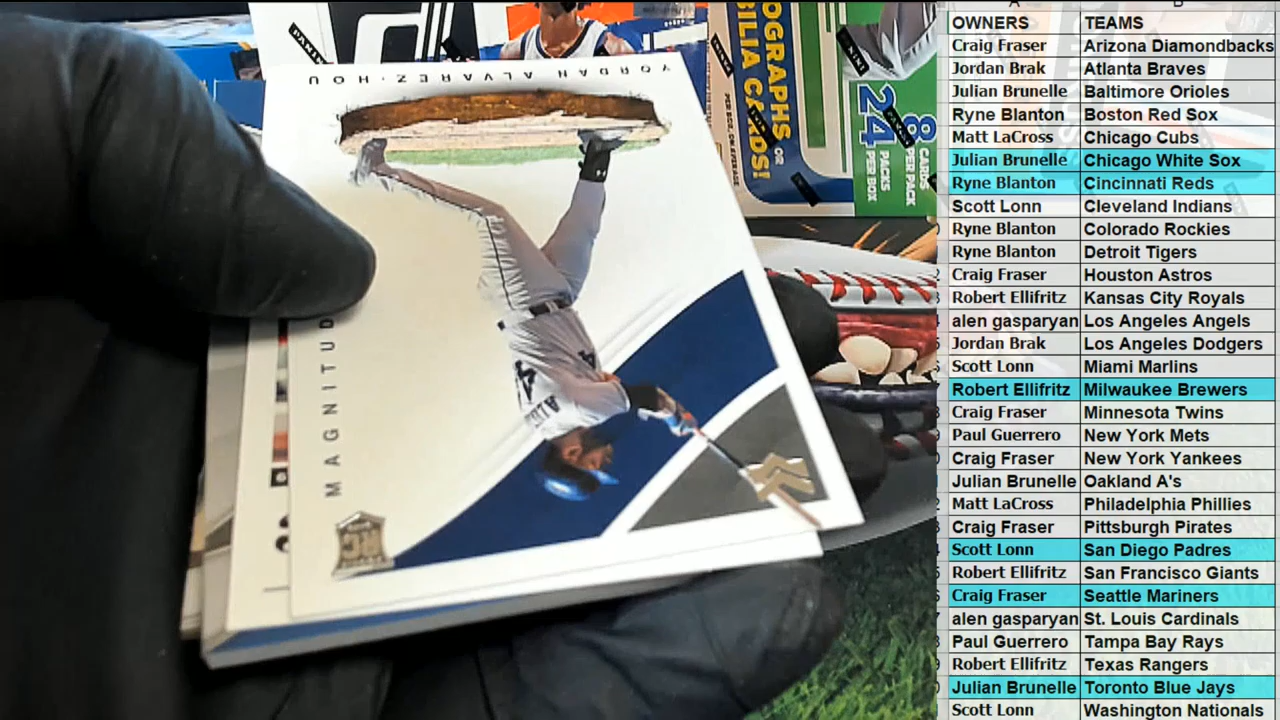 PANINI
OGRAPHS
OR
BILIA CARDS!
24
PACKS
PER BOX
8
CARDS
PER PACK
YORDAN ALVAREZ·HOU
MAGNITUD
RC
A B
OWNERS TEAMS
Craig Fraser Arizona Diamondbacks
Jordan Brak Atlanta Braves
Julian Brunelle Baltimore Orioles
Ryne Blanton Boston Red Sox
Matt LaCross Chicago Cubs
Julian Brunelle Chicago White Sox
Ryne Blanton Cincinnati Reds
Scott Lonn Cleveland Indians
Ryne Blanton Colorado Rockies
Ryne Blanton Detroit Tigers
Craig Fraser Houston Astros
Robert Ellifritz Kansas City Royals
alen gasparyan Los Angeles Angels
Jordan Brak Los Angeles Dodgers
Scott Lonn Miami Marlins
Robert Ellifritz Milwaukee Brewers
Craig Fraser Minnesota Twins
Paul Guerrero New York Mets
Craig Fraser New York Yankees
Julian Brunelle Oakland A's
Matt LaCross Philadelphia Phillies
Craig Fraser Pittsburgh Pirates
Scott Lonn San Diego Padres
Robert Ellifritz San Francisco Giants
Craig Fraser Seattle Mariners
alen gasparyan St. Louis Cardinals
Paul Guerrero Tampa Bay Rays
Robert Ellifritz Texas Rangers
Julian Brunelle Toronto Blue Jays
Scott Lonn Washington Nationals